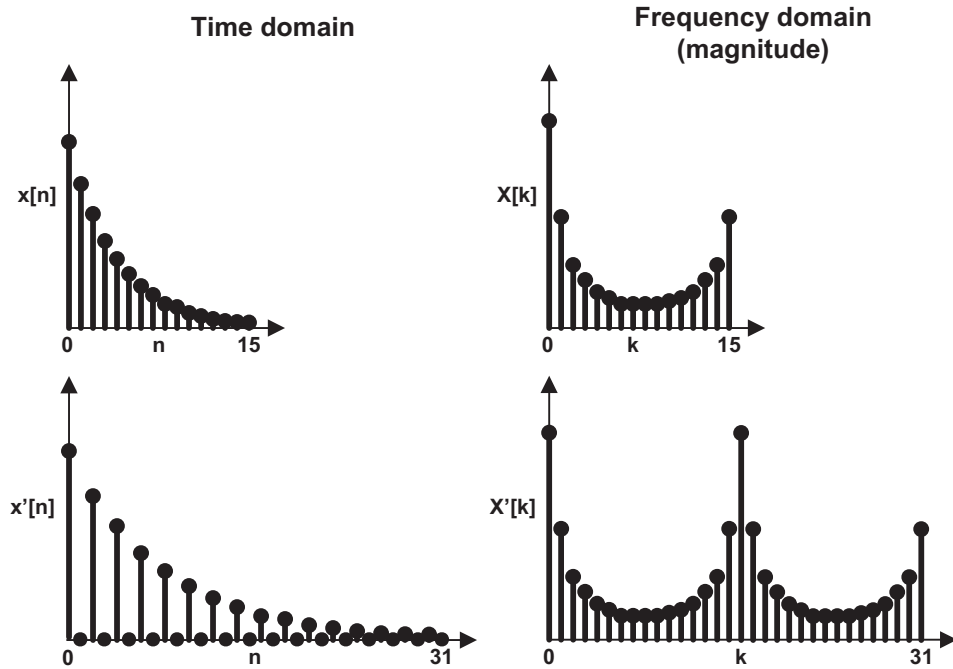 Time domain
Frequency domain
(magnitude)
x[n]
0 n 15
X[k]
0 k 15
x’[n]
0 n 31
X’[k]
0 k 31